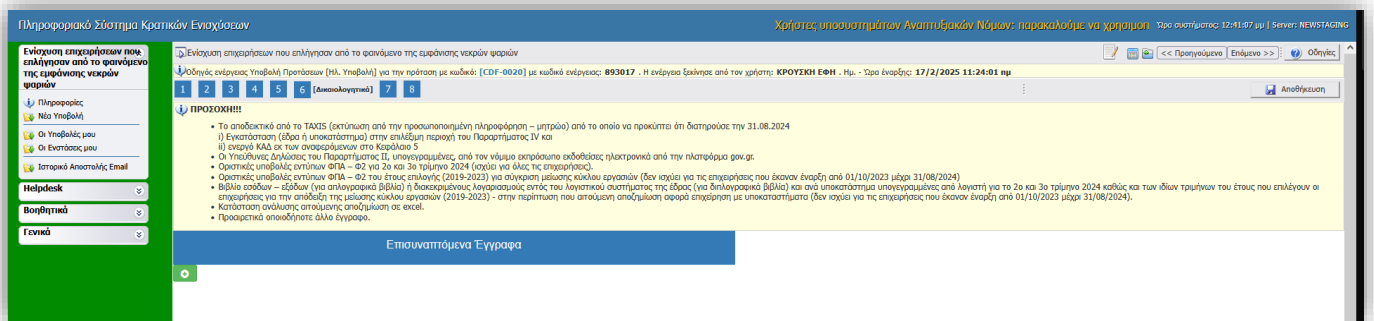 Πληροφοριακό Σύστημα Κρατικών Ενισχύσεων
Χρήστες υποσυστημάτων Αναπτυξιακών Νόμων: παρακαλούμε να χρησιμοπ
Ώρα συστήματος: 12:41:07 μμ | Server: NEWSTAGING
Ενίσχυση επιχειρήσεων που επλήγησαν από το φαινόμενο της εμφάνισης νεκρών ψαριών
Πληροφορίες
Νέα Υποβολή
Οι Υποβολές μου
Οι Ενστάσεις μου
Ιστορικό Αποστολής Email
Helpdesk
Βοηθητικά
Γενικά
Ενίσχυση επιχειρήσεων που επλήγησαν από το φαινόμενο της εμφάνισης νεκρών ψαριών
<< Προηγούμενο Επόμενο >> Οδηγίες
Οδηγός ενέργειας Υποβολή Προτάσεων [Ηλ. Υποβολή] για την πρόταση με κωδικό: [CDF-0020] με κωδικό ενέργειας: 893017 . Η ενέργεια ξεκίνησε από τον χρήστη: ΚΡΟΥΣΚΗ ΕΦΗ . Ημ. - Ώρα έναρξης: 17/2/2025 11:24:01 πμ
1 2 3 4 5 6 [Δικαιολογητικά] 7 8
Αποθήκευση
ΠΡΟΣΟΧΗ!!!
• Το αποδεικτικό από το TAXIS (εκτύπωση από την προσωποποιημένη πληροφόρηση – μητρώο) από το οποίο να προκύπτει ότι διατηρούσε την 31.08.2024
i) Εγκατάσταση (έδρα ή υποκατάστημα) στην επιλέξιμη περιοχή του Παραρτήματος IV και
ii) ενεργό ΚΑΔ εκ των αναφερόμενων στο Κεφάλαιο 5
• Οι Υπεύθυνες Δηλώσεις του Παραρτήματος ΙΙ, υπογεγραμμένες, από τον νόμιμο εκπρόσωπο εκδοθείσες ηλεκτρονικά από την πλατφόρμα gov.gr.
• Οριστικές υποβολές εντύπων ΦΠΑ – Φ2 για 2ο και 3ο τρίμηνο 2024 (ισχύει για όλες τις επιχειρήσεις).
• Οριστικές υποβολές εντύπων ΦΠΑ – Φ2 του έτους επιλογής (2019-2023) για σύγκριση μείωσης κύκλου εργασιών (δεν ισχύει για τις επιχειρήσεις που έκαναν έναρξη από 01/10/2023 μέχρι 31/08/2024)
• Βιβλίο εσόδων – εξόδων (για απλογραφικά βιβλία) ή διακεκριμένους λογαριασμούς εντός του λογιστικού συστήματος της έδρας (για διπλογραφικά βιβλία) και ανά υποκατάστημα υπογεγραμμένες από λογιστή για το 2ο και 3ο τρίμηνο 2024 καθώς και των ιδίων τριμήνων του έτους που επιλέγουν οι
επιχειρήσεις για την απόδειξη της μείωσης κύκλου εργασιών (2019-2023) - στην περίπτωση που αιτούμενη αποζημίωση αφορά επιχείρηση με υποκαταστήματα (δεν ισχύει για τις επιχειρήσεις που έκαναν έναρξη από 01/10/2023 μέχρι 31/08/2024).
• Κατάσταση ανάλυσης αιτούμενης αποζημίωση σε excel.
• Προαιρετικά οποιοδήποτε άλλο έγγραφο.
Επισυναπτόμενα Έγγραφα